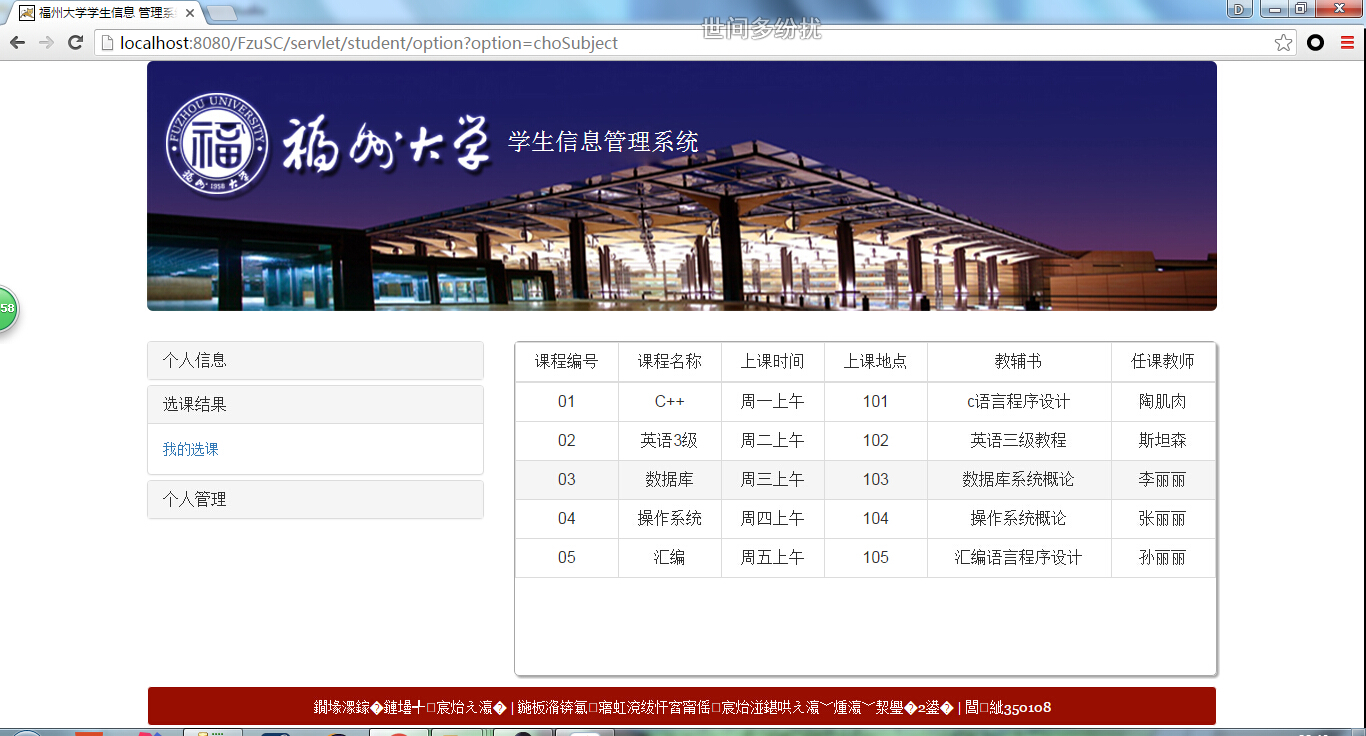 福州大学学生信息 管理系
世间多纷扰
localhost:8080/FzuSC/servlet/student/option?option=choSubject
FUZHOU UNIVERSITY
福
福州大学
1958
福州大学 学生信息管理系统
58
个人信息
选课结果
我的选课
个人管理
课程编号 课程名称 上课时间 上课地点 教辅书 任课教师
01 C++ 周一上午 101 c语言程序设计 陶肌肉
02 英语3级 周二上午 102 英语三级教程 斯坦森
03 数据库 周三上午 103 数据库系统概论 李丽丽
04 操作系统 周四上午 104 操作系统概论 张丽丽
05 汇编 周五上午 105 汇编语言程序设计 孙丽丽
350108